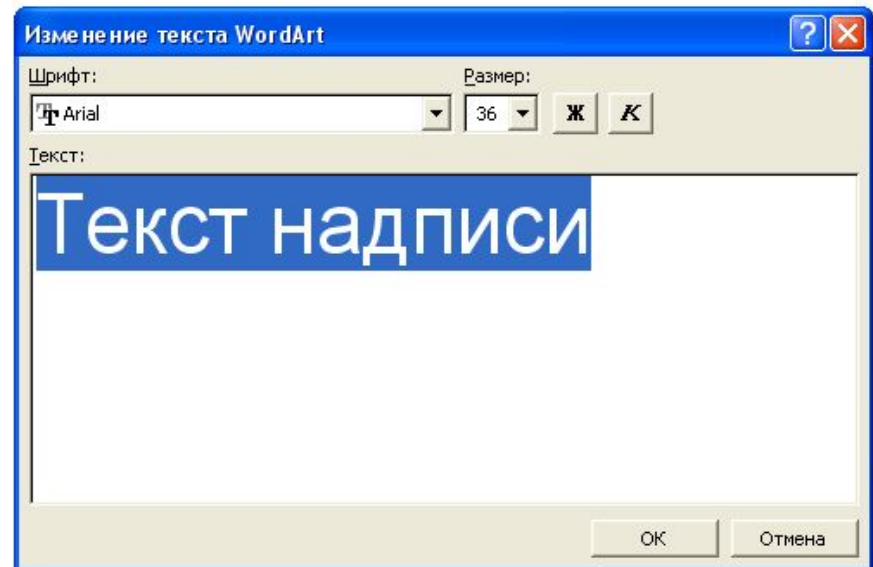 Изменение текста WordArt
Шрифт: Размер:
Arial 36 Ж К
Текст:
Текст надписи
ОК Отмена